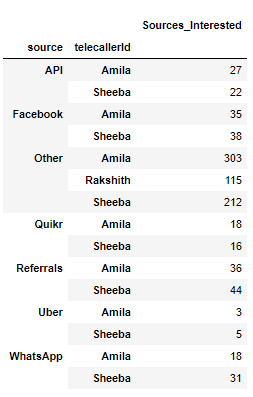 Sources_Interested
source telecallerId
API Amila 27
Sheeba 22
Facebook Amila 35
Sheeba 38
Other Amila 303
Rakshith 115
Sheeba 212
Quikr Amila 18
Sheeba 16
Referrals Amila 36
Sheeba 44
Uber Amila 3
Sheeba 5
WhatsApp Amila 18
Sheeba 31